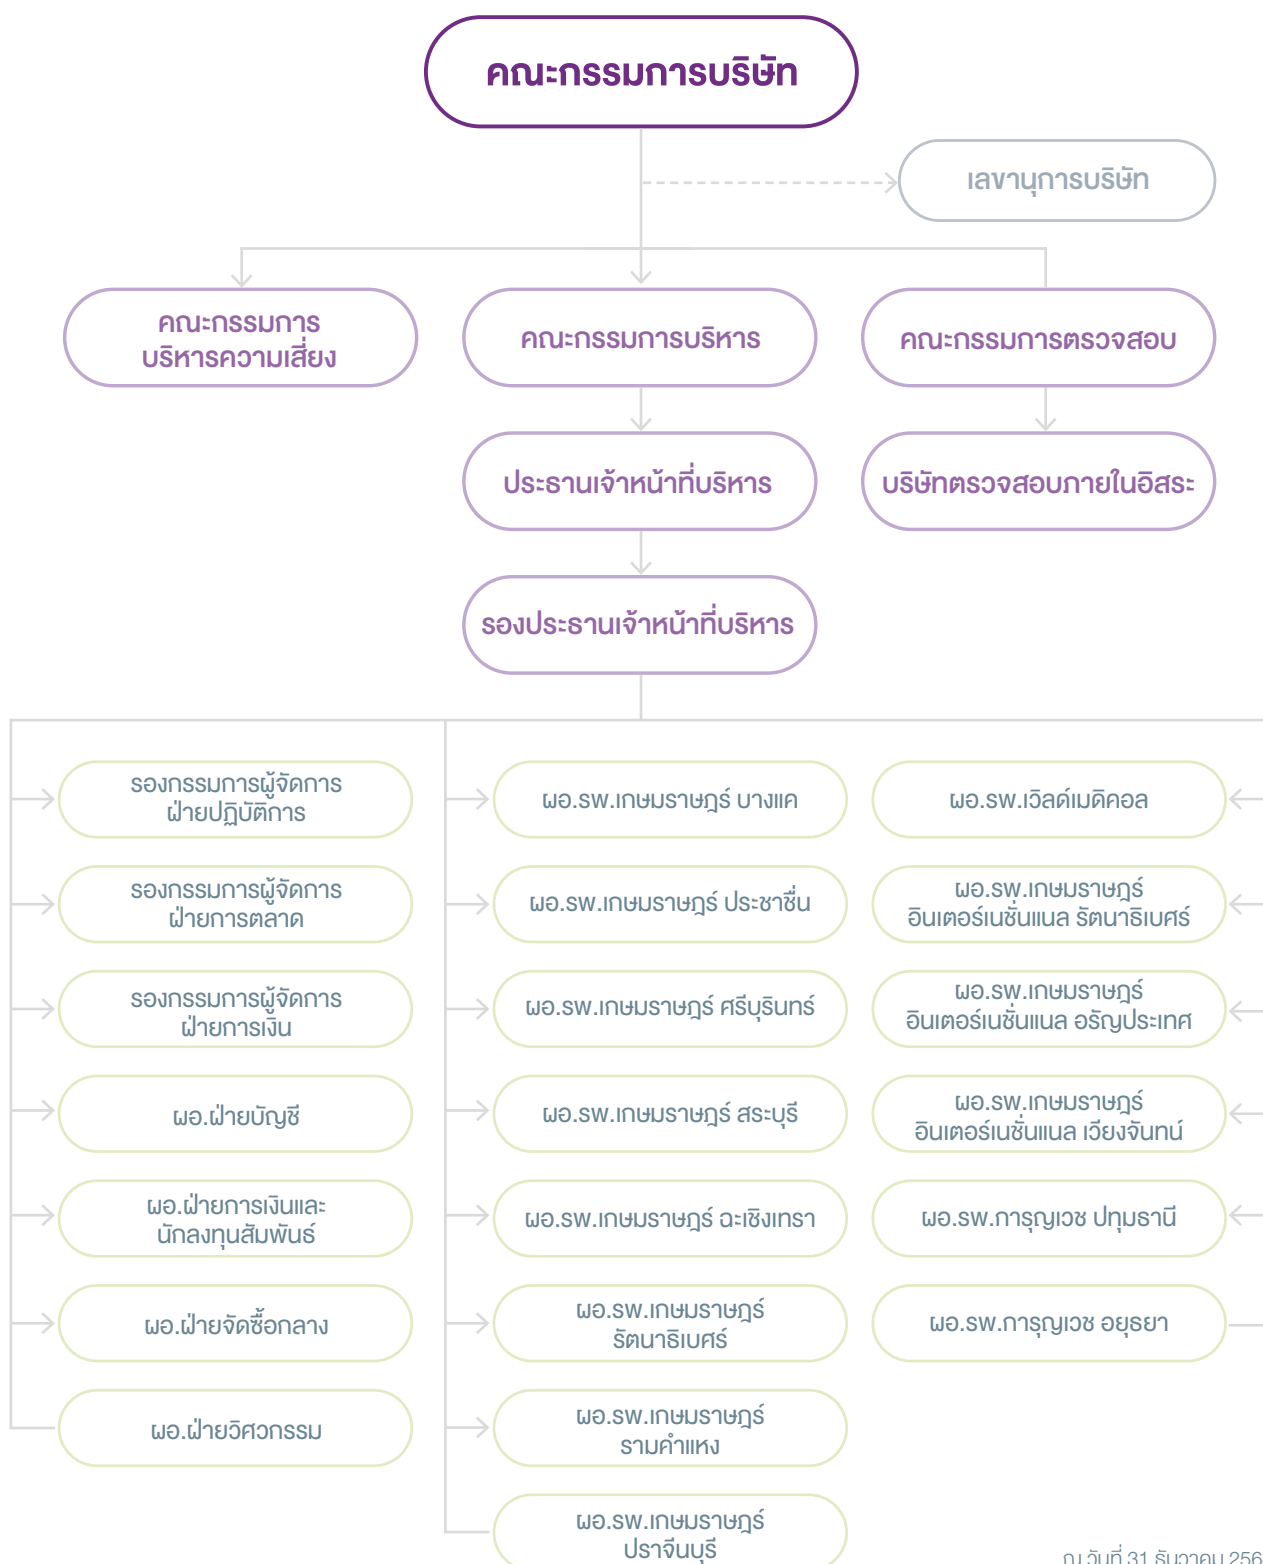 คณะกรรมการบริษัท
เลขานุการบริษัท
คณะกรรมการ
บริหารความเสี่ยง
คณะกรรมการบริหาร
คณะกรรมการตรวจสอบ
ประธานเจ้าหน้าที่บริหาร
บริษัทตรวจสอบภายในอิสระ
รองประธานเจ้าหน้าที่บริหาร
รองกรรมการผู้จัดการ
ฝ่ายปฏิบัติการ
รองกรรมการผู้จัดการ
ฝ่ายการตลาด
รองกรรมการผู้จัดการ
ฝ่ายการเงิน
ผอ.ฝ่ายบัญชี
ผอ.ฝ่ายการเงินและ
นักลงทุนสัมพันธ์
ผอ.ฝ่ายจัดซื้อกลาง
ผอ.ฝ่ายวิศวกรรม
ผอ.รพ.เกษมราษฎร์ บางแค
ผอ.รพ.เกษมราษฎร์ ประชาชื่น
ผอ.รพ.เกษมราษฎร์ ศรีบุรินทร์
ผอ.รพ.เกษมราษฎร์ สระบุรี
ผอ.รพ.เกษมราษฎร์ ฉะเชิงเทรา
ผอ.รพ.เกษมราษฎร์
รัตนาธิเบศร์
ผอ.รพ.เกษมราษฎร์
รามคำแหง
ผอ.รพ.เกษมราษฎร์
ปราจีนบุรี
ผอ.รพ.เวิลด์เมดิคอล
ผอ.รพ.เกษมราษฎร์
อินเตอร์เนชั่นแนล รัตนาธิเบศร์
ผอ.รพ.เกษมราษฎร์
อินเตอร์เนชั่นแนล อรัญประเทศ
ผอ.รพ.เกษมราษฎร์
อินเตอร์เนชั่นแนล เวียงจันทน์
ผอ.รพ.การุญเวช ปทุมธานี
ผอ.รพ.การุญเวช อยุธยา
ณ วันที่ 31 ธันวาคม 256